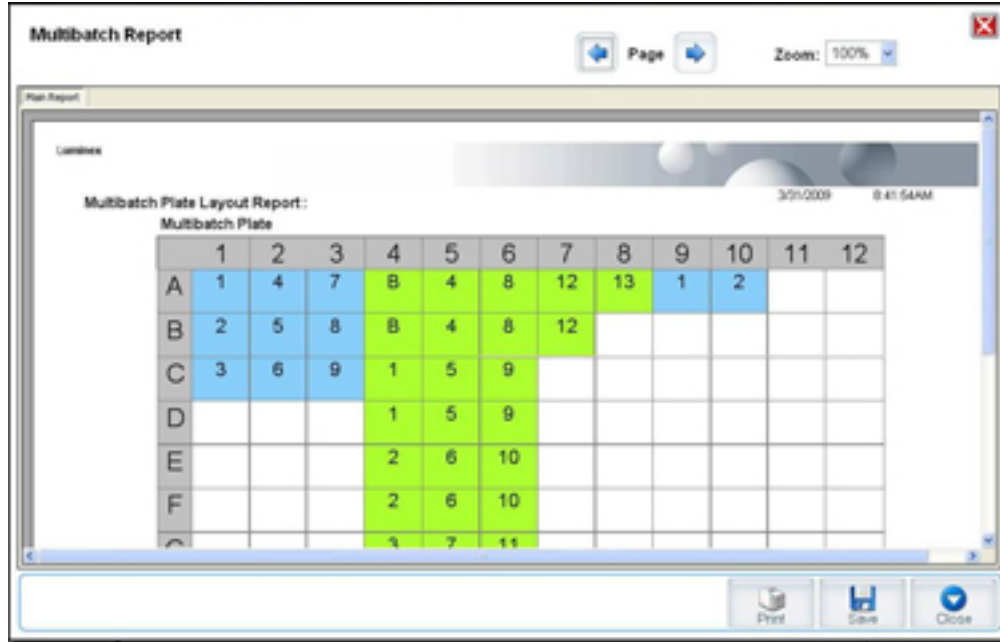 Multibatch Report
Page
Zoom: 100%
Plain Report
Luminex
3/31/2009 8:41:54AM
Multibatch Plate Layout Report:
Multibatch Plate
1 2 3 4 5 6 7 8 9 10 11 12
A 1 4 7 B 4 8 12 13 1 2
B 2 5 8 B 4 8 12
C 3 6 9 1 5 9
D 1 5 9
E 2 6 10
F 2 6 10
3 7 11
Print Save Close